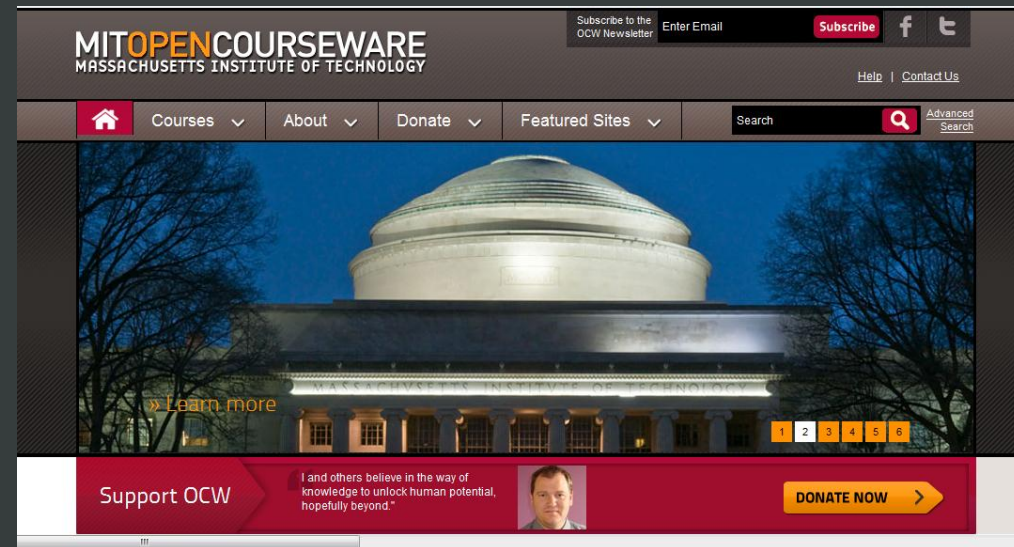 Subscribe to the
OCW Newsletter
Enter Email
Subscribe
MITOPENCOURSEWARE
MASSACHUSETTS INSTITUTE OF TECHNOLOGY
Help | Contact Us
Courses
About
Donate
Featured Sites
Search
Advanced
Search
MASSACHVSETTS INSTITVTE OF TECHNOLOGY
» Learn more
1 2 3 4 5 6
Support OCW
"I and others believe in the way of
knowledge to unlock human potential,
hopefully beyond."
DONATE NOW